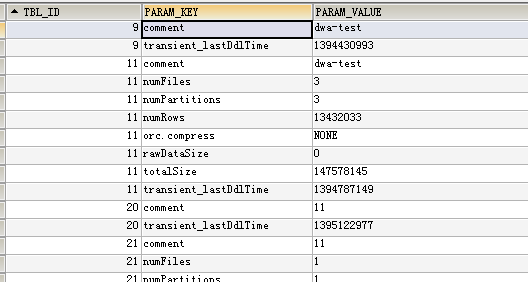 TBL_ID PARAM_KEY PARAM_VALUE
9 comment dwa-test
9 transient_lastDdlTime 1394430993
11 comment dwa-test
11 numFiles 3
11 numPartitions 3
11 numRows 13432033
11 orc.compress NONE
11 rawDataSize 0
11 totalSize 147578145
11 transient_lastDdlTime 1394787149
20 comment 11
20 transient_lastDdlTime 1395122977
21 comment 11
21 numFiles 1
21 numPartitions 1